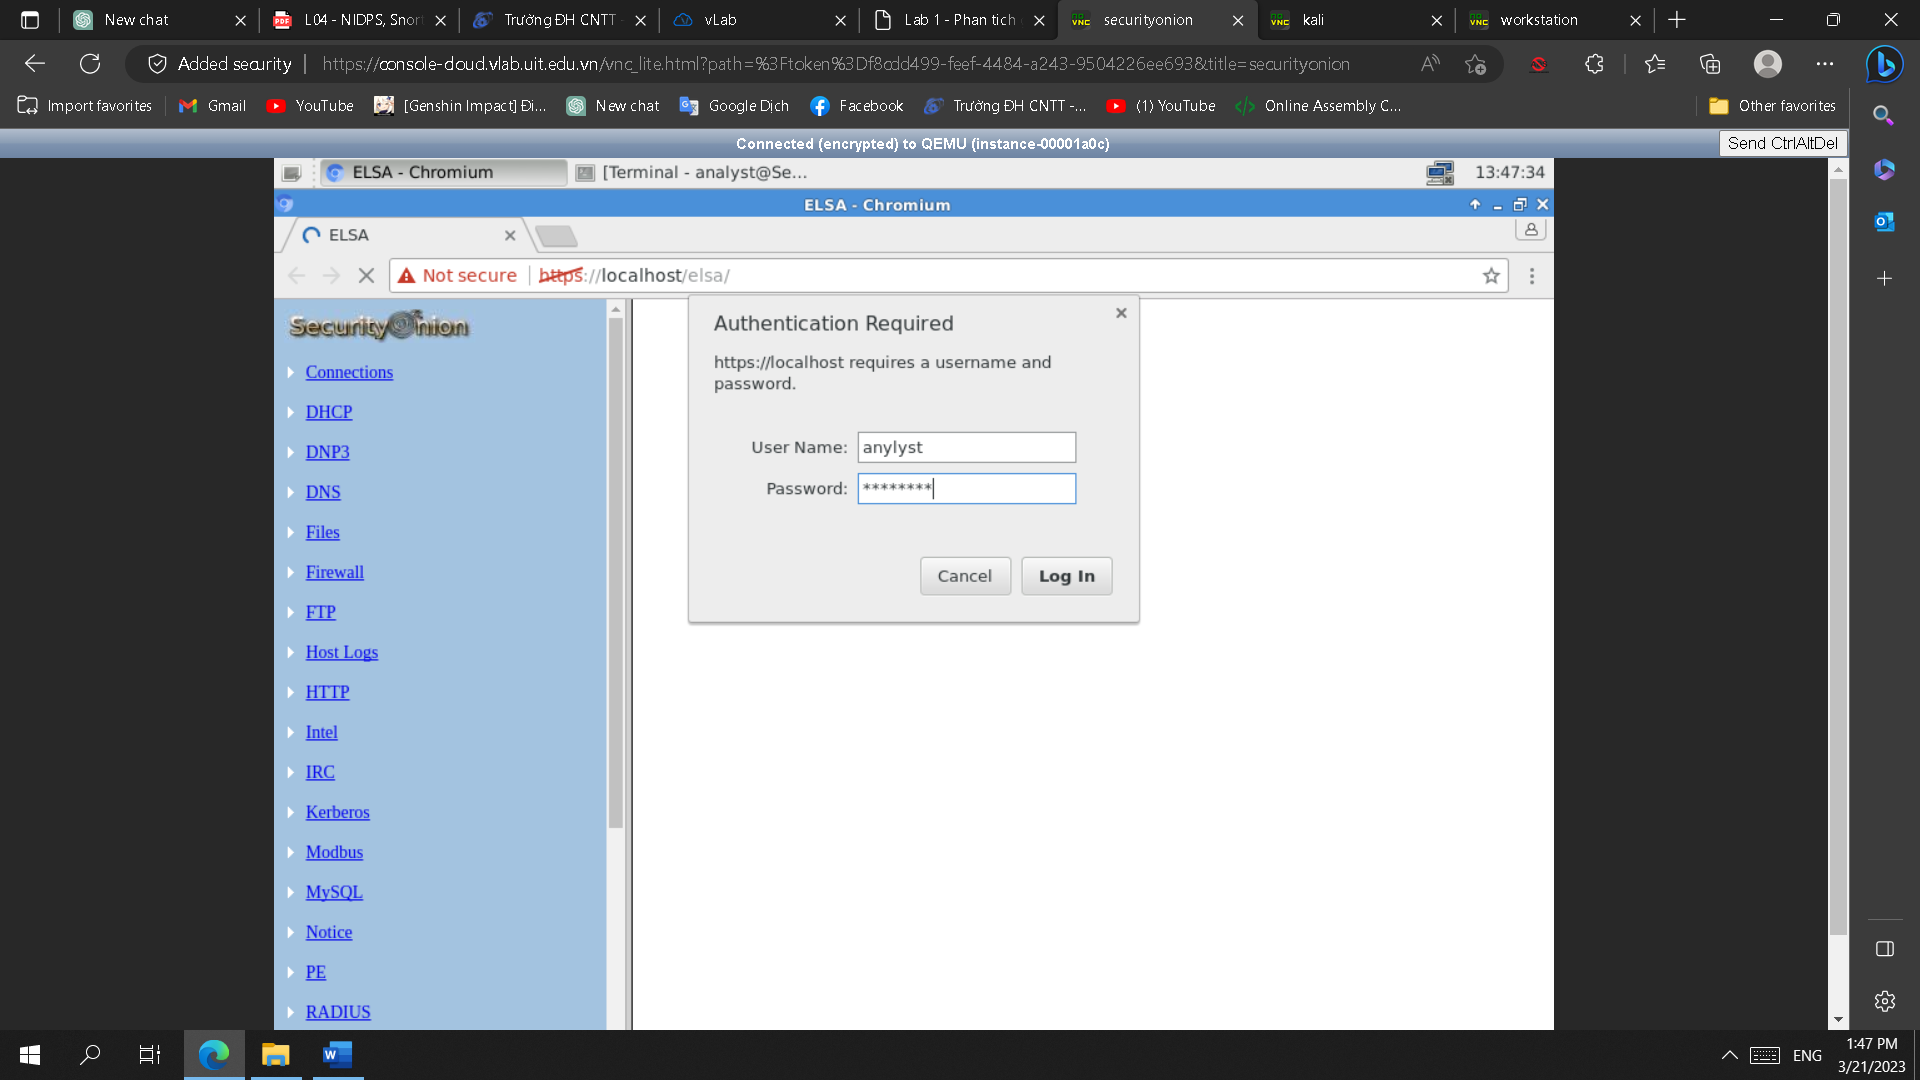 New chat
L04 - NIDPS, Snort
Trường ĐH CNTT -
vLab
Lab 1 - Phan tich
securityonion
kali
workstation
Added security
https://console-cloud.vlab.uit.edu.vn/vnc_lite.html?path=%3Ftoken%3Df8cdd499-feef-4484-a243-9504226ee693&title=securityonion
Import favorites
Gmail
YouTube
[Genshin Impact] Đi...
New chat
Google Dịch
Facebook
Trường ĐH CNTT -...
(1) YouTube
Online Assembly C...
Other favorites
Connected (encrypted) to QEMU (instance-00001a0c)
Send CtrlAltDel
ELSA - Chromium
[Terminal - analyst@Se...
13:47:34
ELSA - Chromium
ELSA
Not secure
https://localhost/elsa/
SecurityOnion
Connections
DHCP
DNP3
DNS
Files
Firewall
FTP
Host Logs
HTTP
Intel
IRC
Kerberos
Modbus
MySQL
Notice
PE
RADIUS
Authentication Required
https://localhost requires a username and
password.
User Name: anylyst
Password: ********
Cancel
Log In
ENG
1:47 PM
3/21/2023